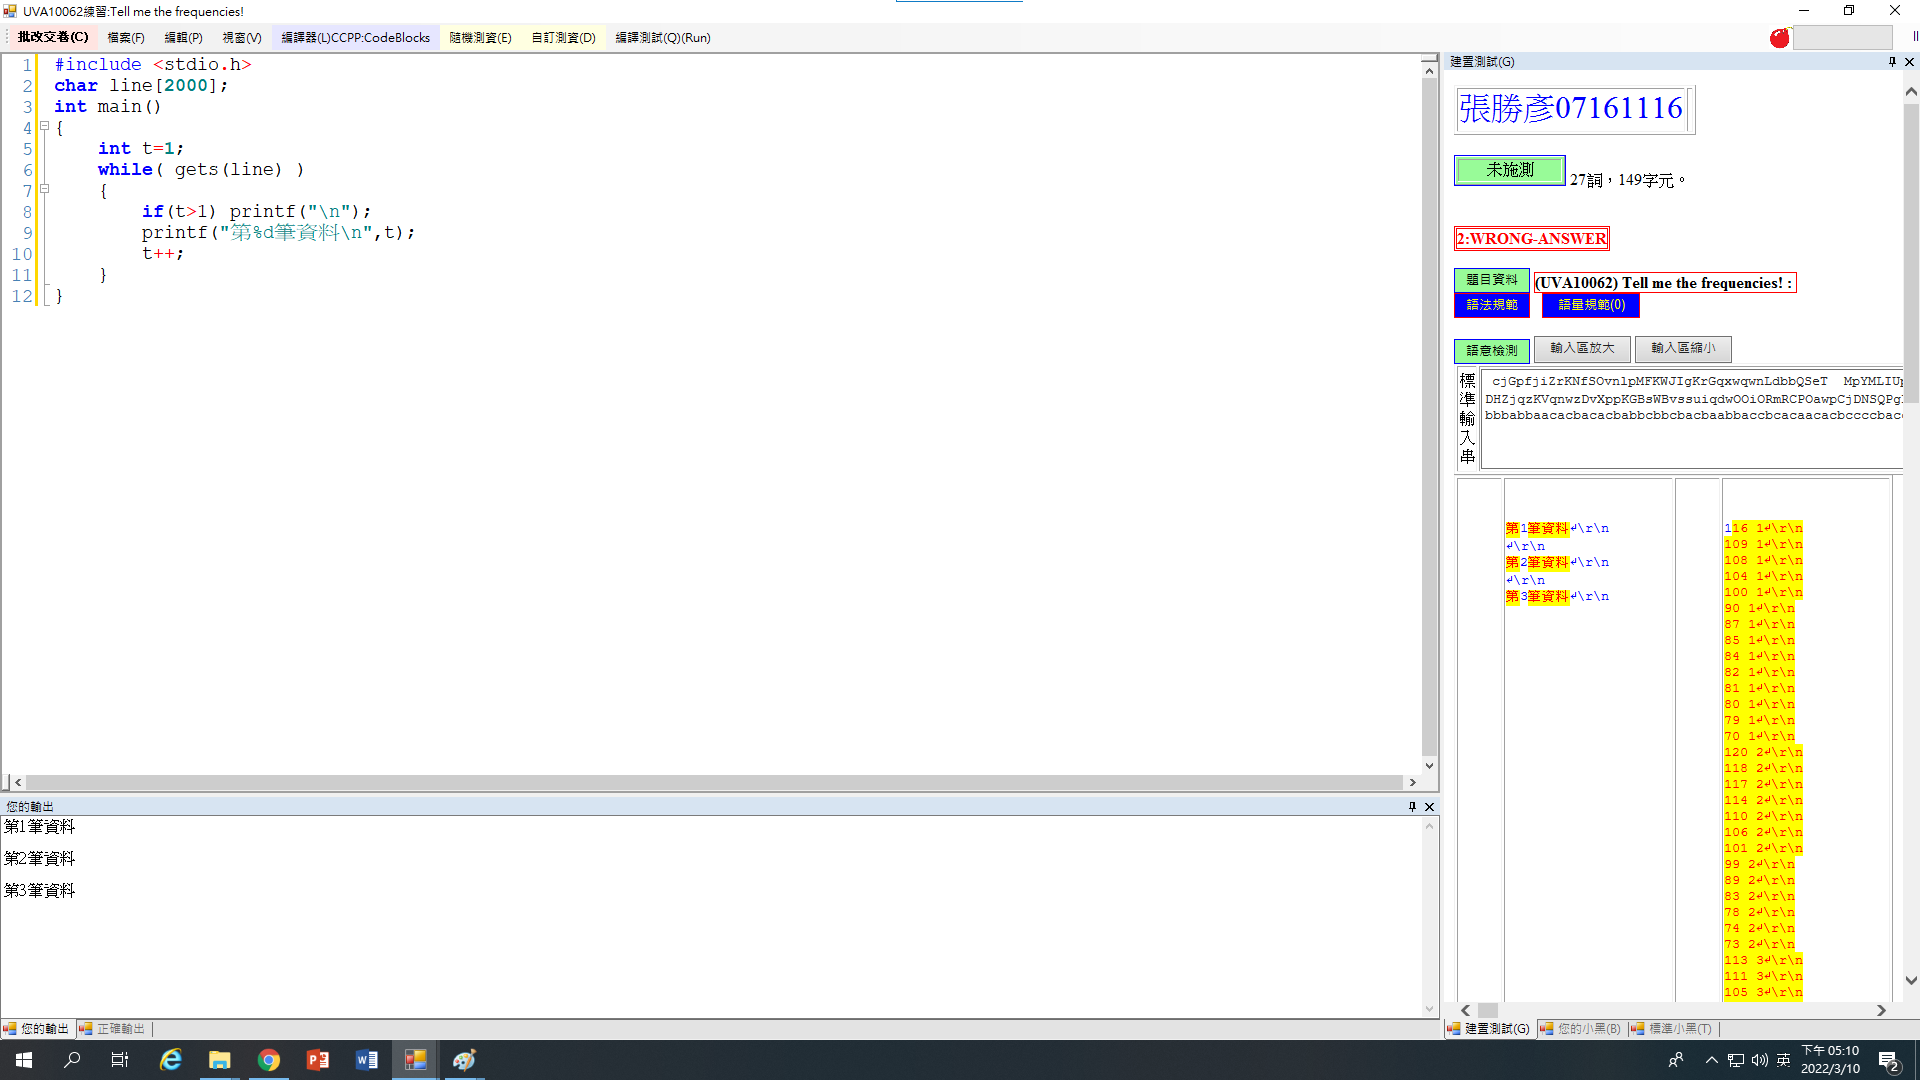 UVA10062練習:Tell me the frequencies!
批改交卷(C) 檔案(F) 編輯(P) 視窗(V) 編譯器(L)CCPP:CodeBlocks 隨機測資(E) 自訂測資(D) 編譯測試(Q)(Run)
1 #include <stdio.h>
2 char line[2000];
3 int main()
4 {
5 int t=1;
6 while( gets(line) )
7 {
8 if(t>1) printf("\n");
9 printf("第%d筆資料\n",t);
10 t++;
11 }
12 }
您的輸出
第1筆資料
第2筆資料
第3筆資料
您的輸出 正確輸出
建置測試(G)
張勝彥07161116
未施測 27詞，149字元。
2:WRONG-ANSWER
題目資料 (UVA10062) Tell me the frequencies! :
語法規範 語量規範(0)
語意檢測 輸入區放大 輸入區縮小
標準輸入串
cjGpfjiZrKNfSOvnlpMFKWJIgKrGqxwqwnLdbbQSeT MpYMLIUp
DHZjqzKVqnwzDvXppKGBsWBvssuiqdwOOiORmRCPOawpCjDNSQPg
bbbabbaacacbacacbabbcbbcbacbaabbaccbcacaacacbccccbac
第1筆資料↲\r\n
↲\r\n
第2筆資料↲\r\n
↲\r\n
第3筆資料↲\r\n
116 1↲\r\n
109 1↲\r\n
108 1↲\r\n
104 1↲\r\n
100 1↲\r\n
90 1↲\r\n
87 1↲\r\n
85 1↲\r\n
84 1↲\r\n
82 1↲\r\n
81 1↲\r\n
80 1↲\r\n
79 1↲\r\n
70 1↲\r\n
120 2↲\r\n
118 2↲\r\n
117 2↲\r\n
114 2↲\r\n
110 2↲\r\n
106 2↲\r\n
101 2↲\r\n
99 2↲\r\n
89 2↲\r\n
83 2↲\r\n
78 2↲\r\n
74 2↲\r\n
73 2↲\r\n
113 3↲\r\n
111 3↲\r\n
105 3↲\r\n
建置測試(G) 您的小黑(B) 標準小黑(T)
英 下午 05:10
2022/3/10
2